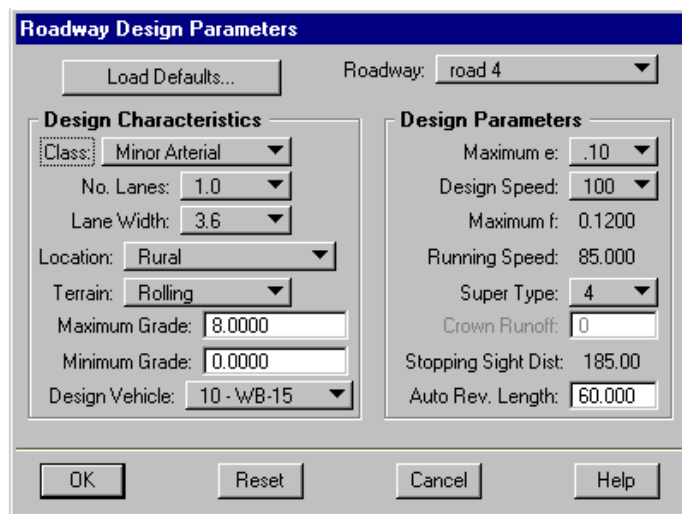 Roadway Design Parameters
Load Defaults...
Roadway: road 4
Design Characteristics
Class: Minor Arterial
No. Lanes: 1.0
Lane Width: 3.6
Location: Rural
Terrain: Rolling
Maximum Grade: 8.0000
Minimum Grade: 0.0000
Design Vehicle: 10 - WB-15
Design Parameters
Maximum e: .10
Design Speed: 100
Maximum f: 0.1200
Running Speed: 85.000
Super Type: 4
Crown Runoff: 0
Stopping Sight Dist: 185.00
Auto Rev. Length: 60.000
OK
Reset
Cancel
Help